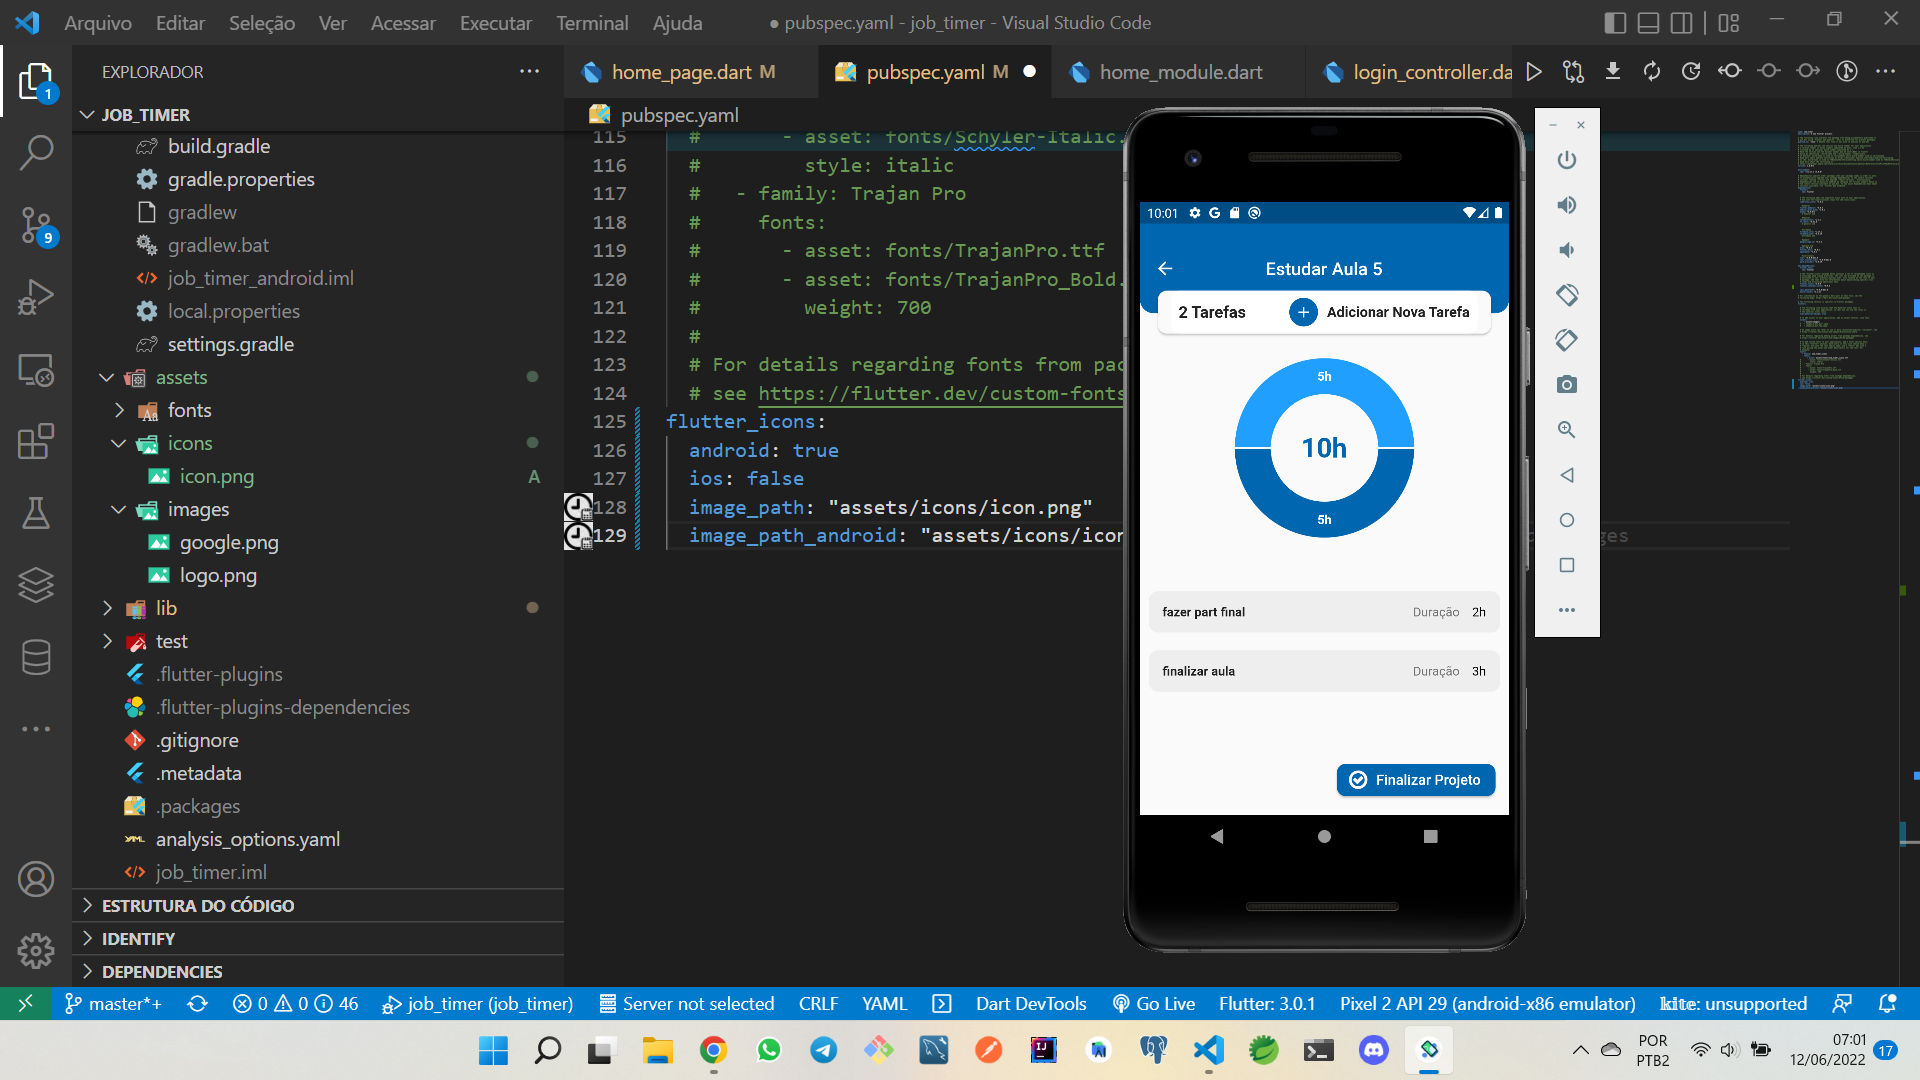 Arquivo Editar Seleção Ver Acessar Executar Terminal Ajuda
● pubspec.yaml - job_timer - Visual Studio Code
EXPLORADOR
JOB_TIMER
build.gradle
gradle.properties
gradlew
gradlew.bat
job_timer_android.iml
local.properties
settings.gradle
assets
fonts
icons
icon.png A
images
google.png
logo.png
lib
test
.flutter-plugins
.flutter-plugins-dependencies
.gitignore
.metadata
.packages
analysis_options.yaml
job_timer.iml
ESTRUTURA DO CÓDIGO
IDENTIFY
DEPENDENCIES
1
9
home_page.dart M
pubspec.yaml M
home_module.dart
login_controller.da
pubspec.yaml
115 # - asset: fonts/Schyler-Italic.
116 # style: italic
117 # - family: Trajan Pro
118 # fonts:
119 # - asset: fonts/TrajanPro.ttf
120 # - asset: fonts/TrajanPro_Bold.
121 # weight: 700
122 #
123 # For details regarding fonts from pac
124 # see https://flutter.dev/custom-fonts
125 flutter_icons:
126 android: true
127 ios: false
128 image_path: "assets/icons/icon.png"
129 image_path_android: "assets/icons/icon
10:01
Estudar Aula 5
2 Tarefas
+ Adicionar Nova Tarefa
5h
10h
5h
fazer part final Duração 2h
finalizar aula Duração 3h
Finalizar Projeto
master*+ 0 0 46 job_timer (job_timer) Server not selected CRLF YAML Dart DevTools Go Live Flutter: 3.0.1 Pixel 2 API 29 (android-x86 emulator) kite: unsupported
POR
PTB2
07:01
12/06/2022
17